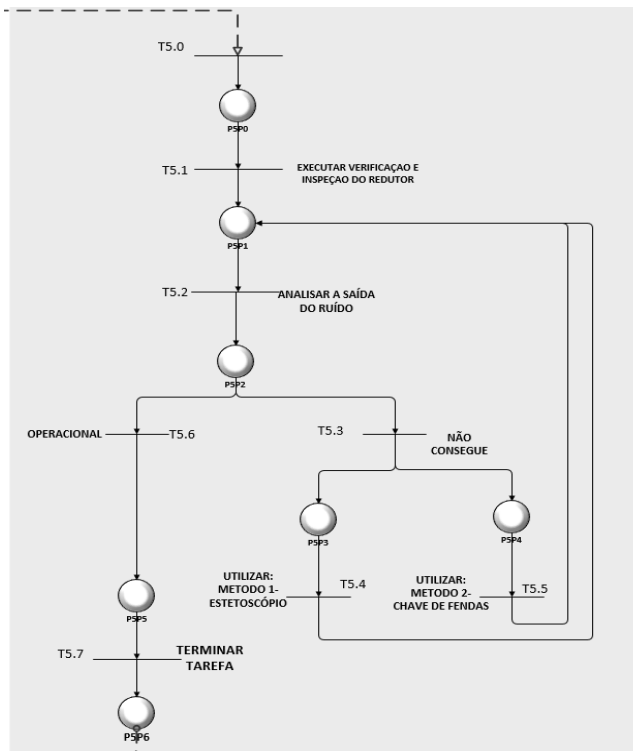 T5.0
P5P0
T5.1
EXECUTAR VERIFICAÇAO E
INSPEÇAO DO REDUTOR
P5P1
T5.2
ANALISAR A SAÍDA
DO RUÍDO
P5P2
OPERACIONAL
T5.6
T5.3
NÃO
CONSEGUE
P5P3
P5P4
UTILIZAR:
METODO 1-
ESTETOSCÓPIO
T5.4
UTILIZAR:
METODO 2-
CHAVE DE FENDAS
T5.5
P5P5
T5.7
TERMINAR
TAREFA
P5P6